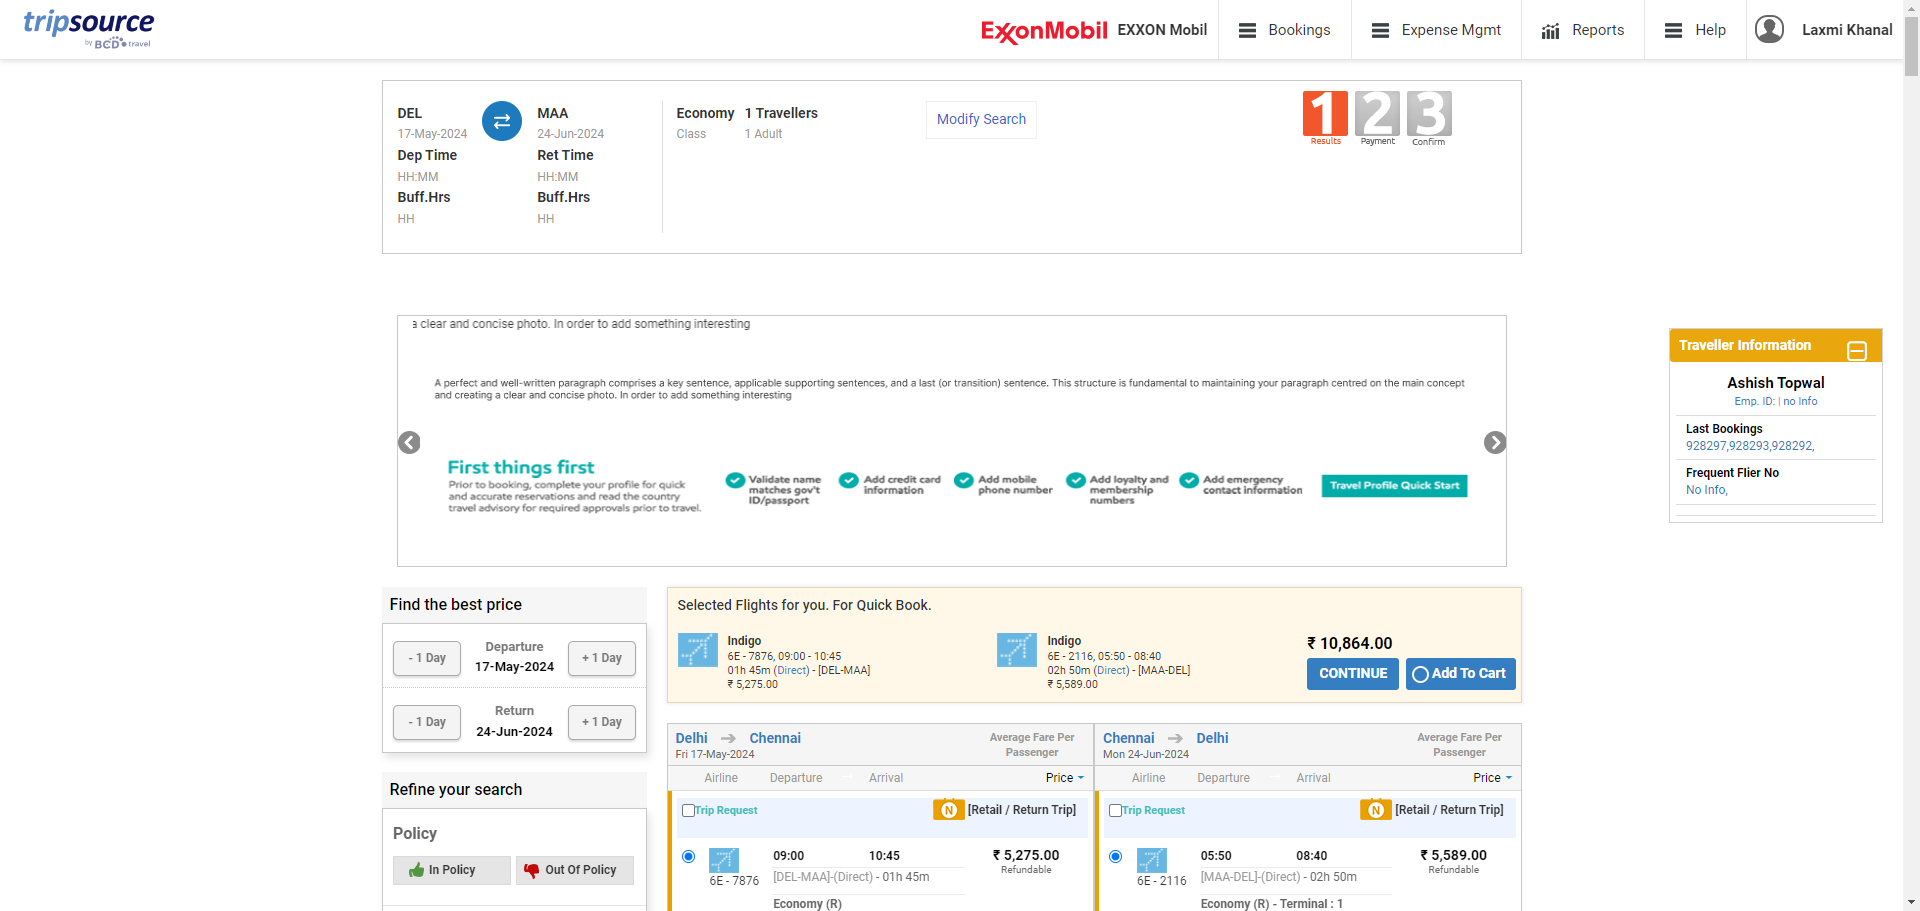 tripsource
by BCD travel
ExxonMobil EXXON Mobil
Bookings
Expense Mgmt
Reports
Help
Laxmi Khanal
DEL
17-May-2024
Dep Time
HH:MM
Buff.Hrs
HH
MAA
24-Jun-2024
Ret Time
HH:MM
Buff.Hrs
HH
Economy
Class
1 Travellers
1 Adult
Modify Search
1
Results
2
Payment
3
Confirm
a clear and concise photo. In order to add something interesting
A perfect and well-written paragraph comprises a key sentence, applicable supporting sentences, and a last (or transition) sentence. This structure is fundamental to maintaining your paragraph centred on the main concept
and creating a clear and concise photo. In order to add something interesting
First things first
Prior to booking, complete your profile for quick
and accurate reservations and read the country
travel advisory for required approvals prior to travel.
Validate name
matches gov't
ID/passport
Add credit card
information
Add mobile
phone number
Add loyalty and
membership
numbers
Add emergency
contact information
Travel Profile Quick Start
Traveller Information
Ashish Topwal
Emp. ID: | no Info
Last Bookings
928297,928293,928292,
Frequent Flier No
No Info,
Find the best price
- 1 Day
Departure
17-May-2024
+ 1 Day
- 1 Day
Return
24-Jun-2024
+ 1 Day
Refine your search
Policy
In Policy
Out Of Policy
Selected Flights for you. For Quick Book.
Indigo
6E - 7876, 09:00 - 10:45
01h 45m (Direct) - [DEL-MAA]
₹ 5,275.00
Indigo
6E - 2116, 05:50 - 08:40
02h 50m (Direct) - [MAA-DEL]
₹ 5,589.00
₹ 10,864.00
CONTINUE
Add To Cart
Delhi Chennai
Fri 17-May-2024
Average Fare Per
Passenger
Airline Departure Arrival Price
Trip Request
N [Retail / Return Trip]
09:00 10:45 ₹ 5,275.00
Refundable
6E - 7876 [DEL-MAA]-(Direct) - 01h 45m
Economy (R)
Chennai Delhi
Mon 24-Jun-2024
Average Fare Per
Passenger
Airline Departure Arrival Price
Trip Request
N [Retail / Return Trip]
05:50 08:40 ₹ 5,589.00
Refundable
6E - 2116 [MAA-DEL]-(Direct) - 02h 50m
Economy (R) - Terminal : 1